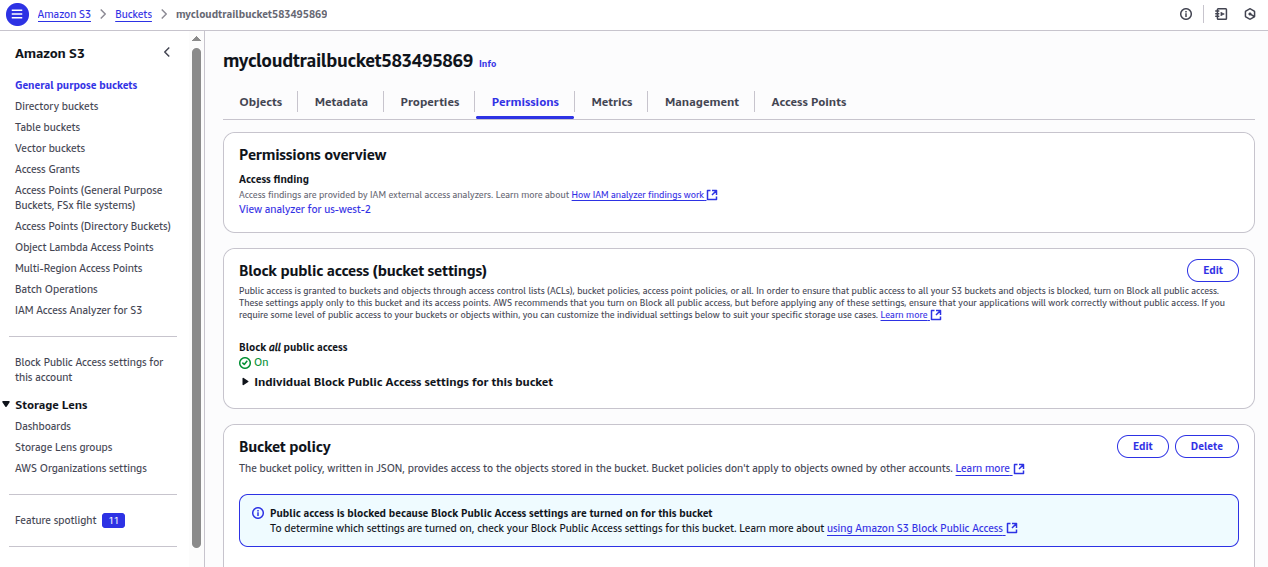 Amazon S3 > Buckets > mycloudtrailbucket583495869
Amazon S3
General purpose buckets
Directory buckets
Table buckets
Vector buckets
Access Grants
Access Points (General Purpose
Buckets, FSx file systems)
Access Points (Directory Buckets)
Object Lambda Access Points
Multi-Region Access Points
Batch Operations
IAM Access Analyzer for S3
Block Public Access settings for
this account
Storage Lens
Dashboards
Storage Lens groups
AWS Organizations settings
Feature spotlight 11
mycloudtrailbucket583495869 Info
Objects Metadata Properties Permissions Metrics Management Access Points
Permissions overview
Access finding
Access findings are provided by IAM external access analyzers. Learn more about How IAM analyzer findings work
View analyzer for us-west-2
Block public access (bucket settings) Edit
Public access is granted to buckets and objects through access control lists (ACLs), bucket policies, access point policies, or all. In order to ensure that public access to all your S3 buckets and objects is blocked, turn on Block all public access.
These settings apply only to this bucket and its access points. AWS recommends that you turn on Block all public access, but before applying any of these settings, ensure that your applications will work correctly without public access. If you
require some level of public access to your buckets or objects within, you can customize the individual settings below to suit your specific storage use cases. Learn more
Block all public access
On
Individual Block Public Access settings for this bucket
Bucket policy Edit Delete
The bucket policy, written in JSON, provides access to the objects stored in the bucket. Bucket policies don't apply to objects owned by other accounts. Learn more
Public access is blocked because Block Public Access settings are turned on for this bucket
To determine which settings are turned on, check your Block Public Access settings for this bucket. Learn more about using Amazon S3 Block Public Access